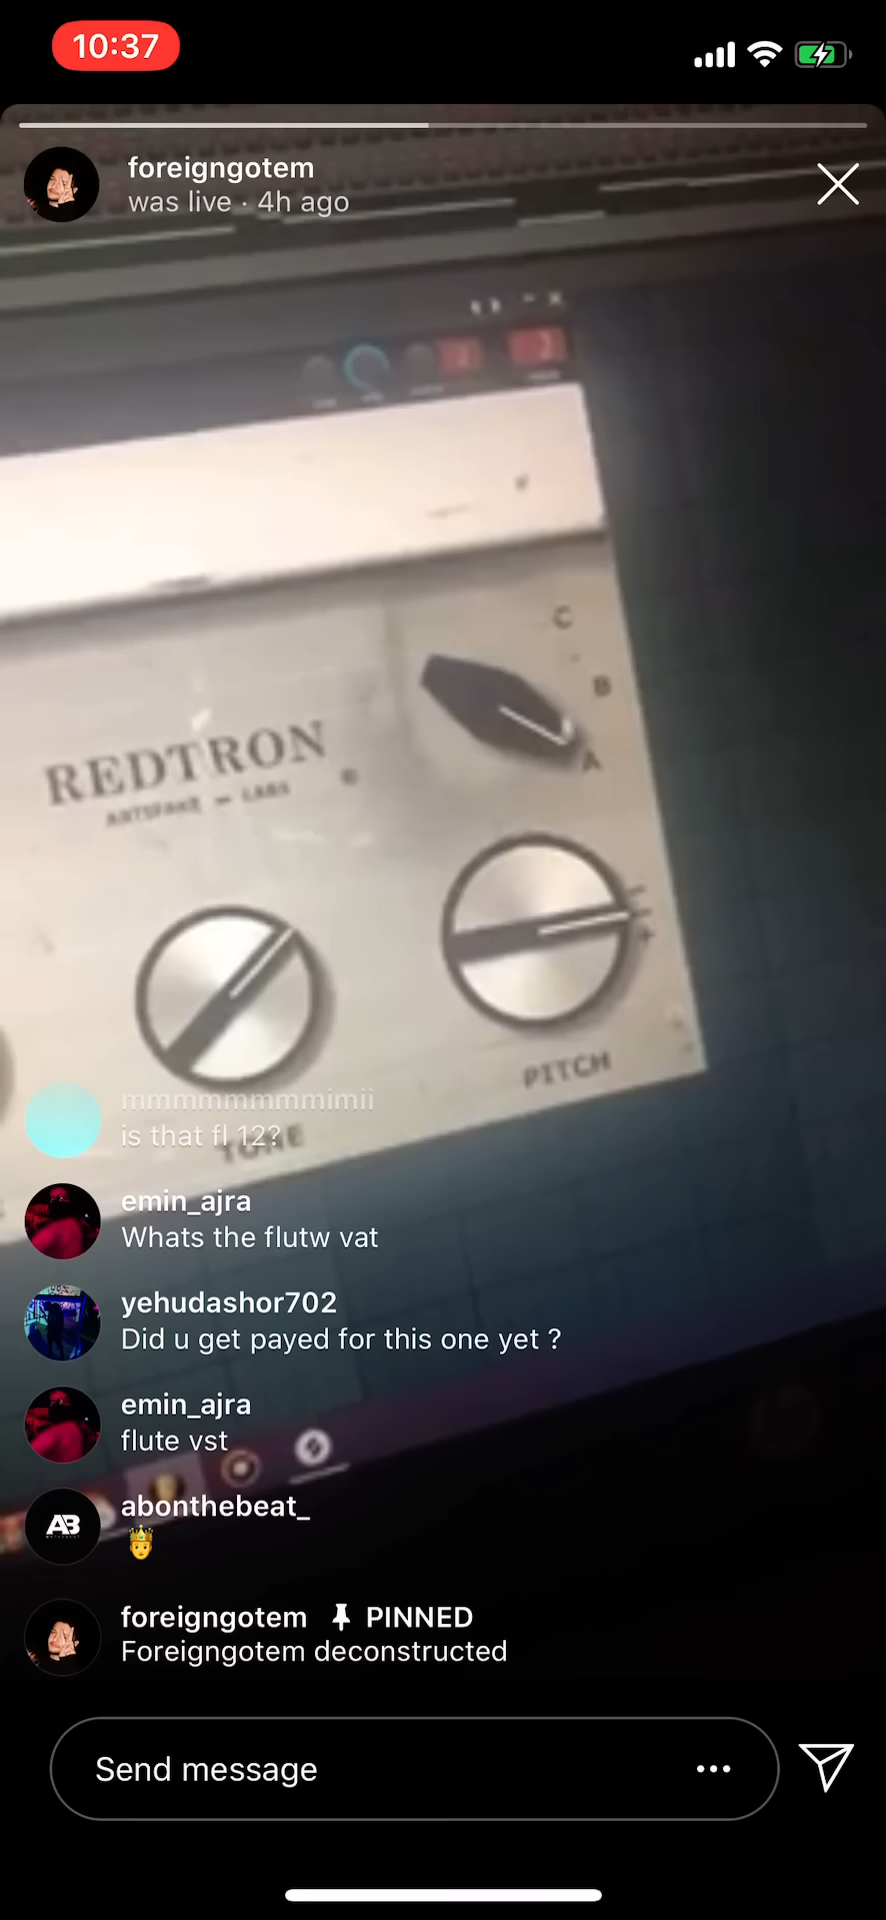 10:37
foreigngotem
was live · 4h ago
C
B
A
REDTRON
ARTSFAKE - LABS
PITCH
TONE
mmmmmmmmimii
is that fl 12?
emin_ajra
Whats the flutw vat
yehudashor702
Did u get payed for this one yet ?
emin_ajra
flute vst
AB
abonthebeat_
foreigngotem PINNED
Foreigngotem deconstructed
Send message